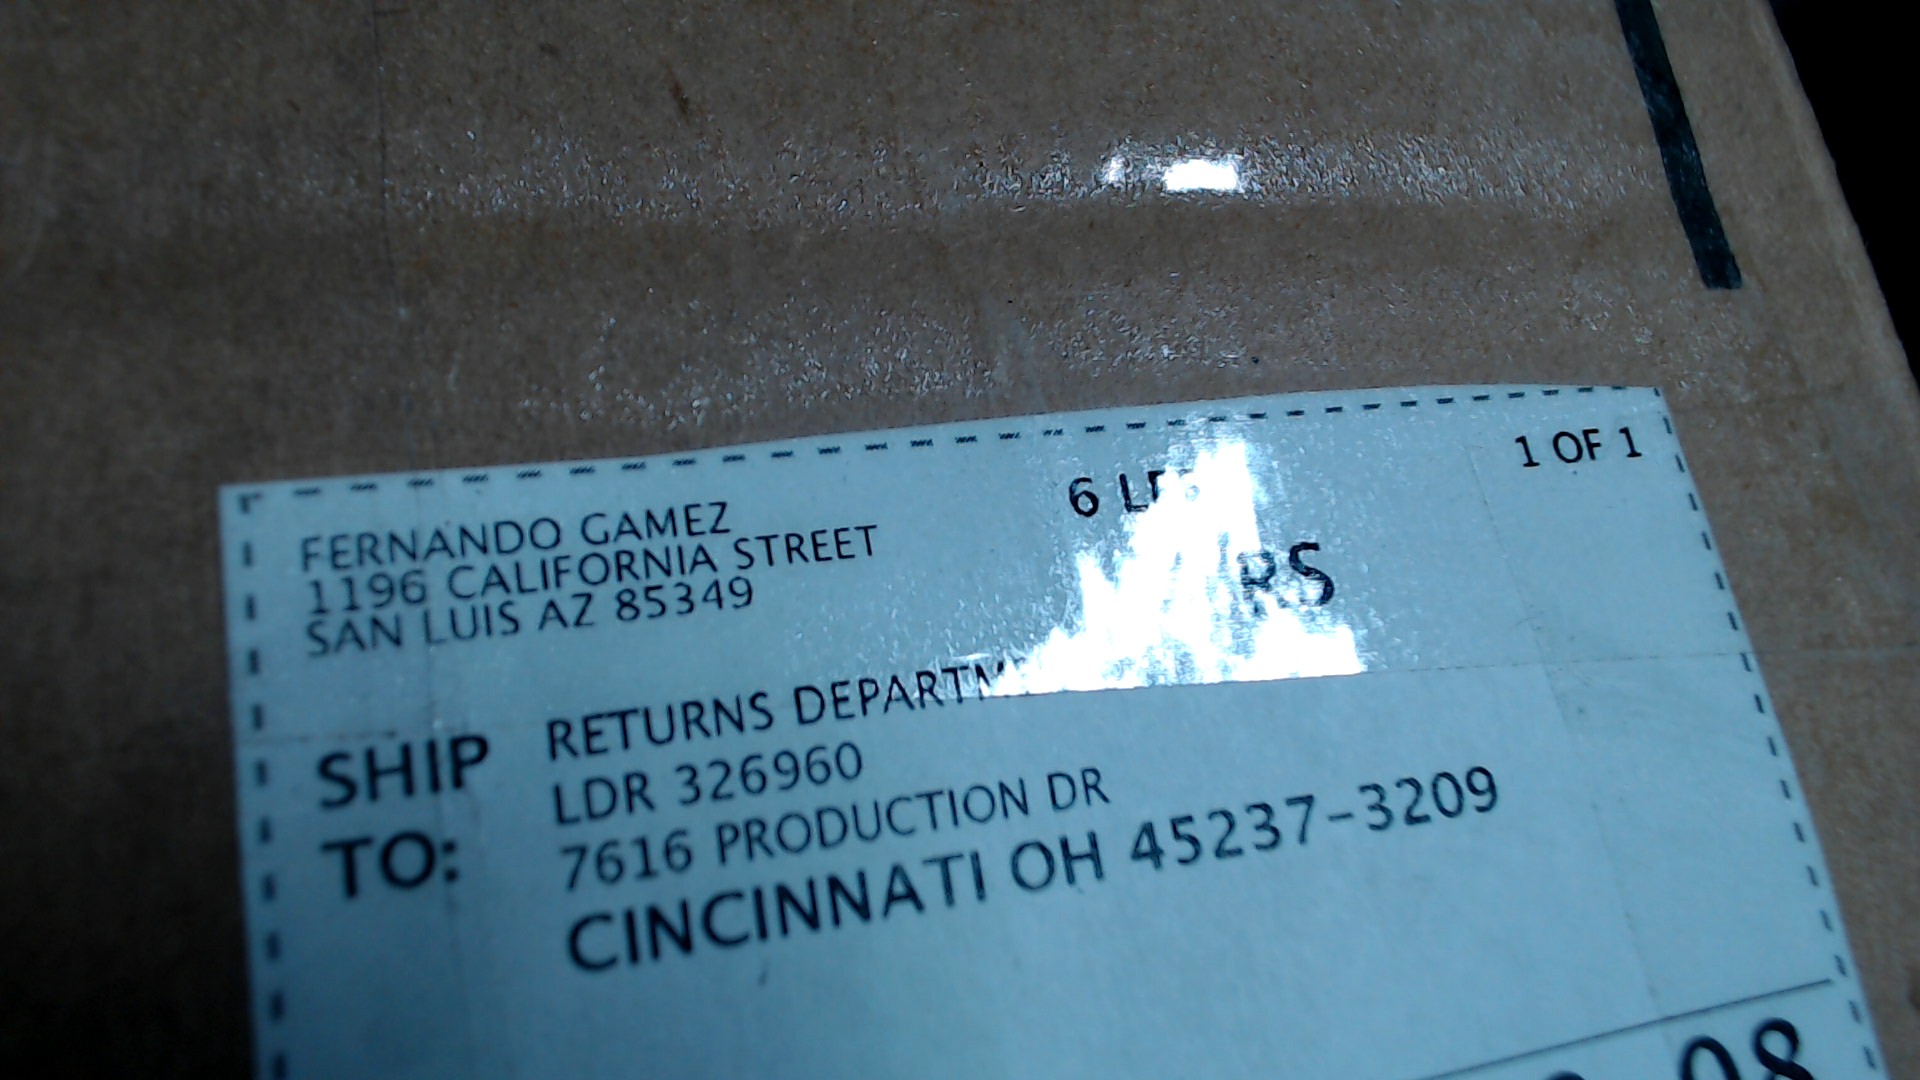 FERNANDO GAMEZ
1196 CALIFORNIA STREET
SAN LUIS AZ 85349
6
1 OF 1
RS
SHIP TO:
RETURNS
LDR 326960
7616 PRODUCTION DR
CINCINNATI OH 45237-3209